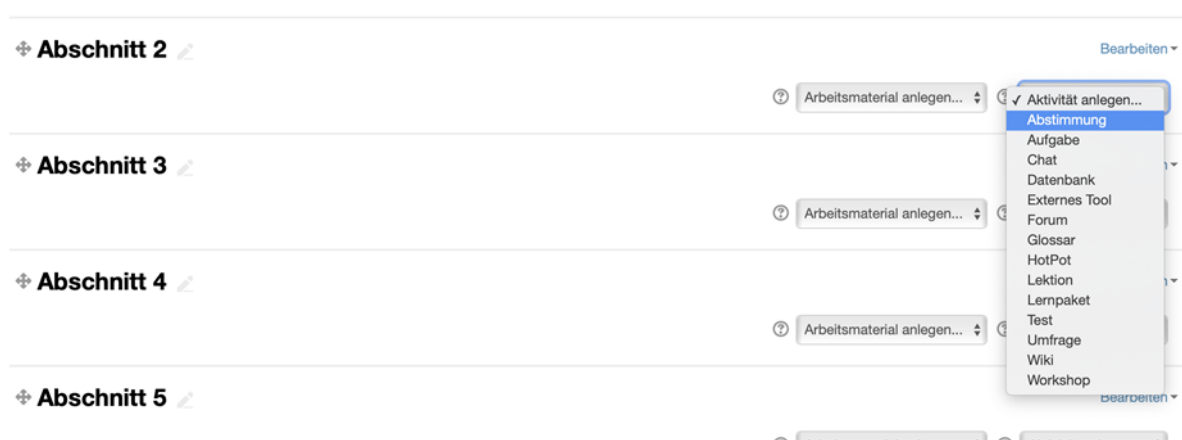 Abschnitt 2
Bearbeiten
Arbeitsmaterial anlegen...
✓ Aktivität anlegen...
Abstimmung
Aufgabe
Chat
Datenbank
Externes Tool
Forum
Glossar
HotPot
Lektion
Lernpaket
Test
Umfrage
Wiki
Workshop
Abschnitt 3
Arbeitsmaterial anlegen...
Abschnitt 4
Arbeitsmaterial anlegen...
Abschnitt 5
Bearbeiten